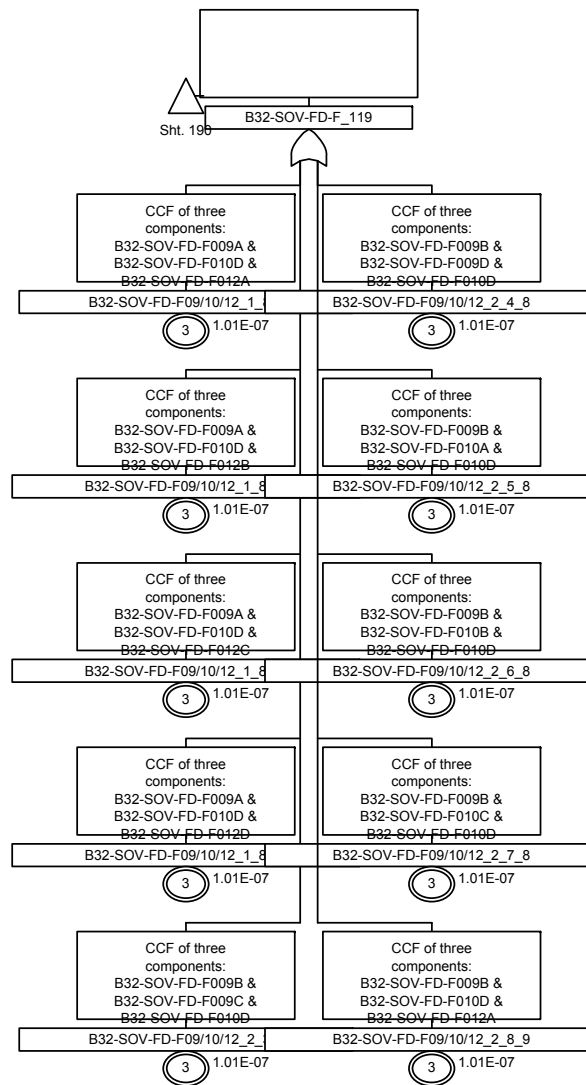 B32-SOV-FD-F_119
Sht. 190
CCF of three
components:
B32-SOV-FD-F009A &
B32-SOV-FD-F010D &
B32-SOV-FD-F012A
B32-SOV-FD-F09/10/12_1_
3
1.01E-07
CCF of three
components:
B32-SOV-FD-F009B &
B32-SOV-FD-F009D &
B32-SOV-FD-F010D
B32-SOV-FD-F09/10/12_2_4_8
3
1.01E-07
CCF of three
components:
B32-SOV-FD-F009A &
B32-SOV-FD-F010D &
B32-SOV-FD-F012B
B32-SOV-FD-F09/10/12_1_8
3
1.01E-07
CCF of three
components:
B32-SOV-FD-F009B &
B32-SOV-FD-F010A &
B32-SOV-FD-F010D
B32-SOV-FD-F09/10/12_2_5_8
3
1.01E-07
CCF of three
components:
B32-SOV-FD-F009A &
B32-SOV-FD-F010D &
B32-SOV-FD-F012C
B32-SOV-FD-F09/10/12_1_8
3
1.01E-07
CCF of three
components:
B32-SOV-FD-F009B &
B32-SOV-FD-F010B &
B32-SOV-FD-F010D
B32-SOV-FD-F09/10/12_2_6_8
3
1.01E-07
CCF of three
components:
B32-SOV-FD-F009A &
B32-SOV-FD-F010D &
B32-SOV-FD-F012D
B32-SOV-FD-F09/10/12_1_8
3
1.01E-07
CCF of three
components:
B32-SOV-FD-F009B &
B32-SOV-FD-F010C &
B32-SOV-FD-F010D
B32-SOV-FD-F09/10/12_2_7_8
3
1.01E-07
CCF of three
components:
B32-SOV-FD-F009B &
B32-SOV-FD-F009C &
B32-SOV-FD-F010D
B32-SOV-FD-F09/10/12_2_
3
1.01E-07
CCF of three
components:
B32-SOV-FD-F009B &
B32-SOV-FD-F010D &
B32-SOV-FD-F012A
B32-SOV-FD-F09/10/12_2_8_9
3
1.01E-07